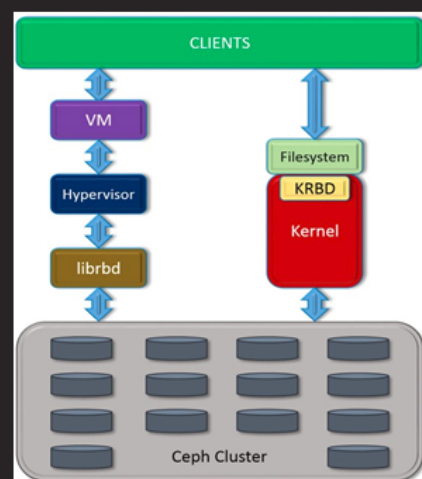 CLIENTS
VM
Hypervisor
librbd
Filesystem
KRBD
Kernel
Ceph Cluster